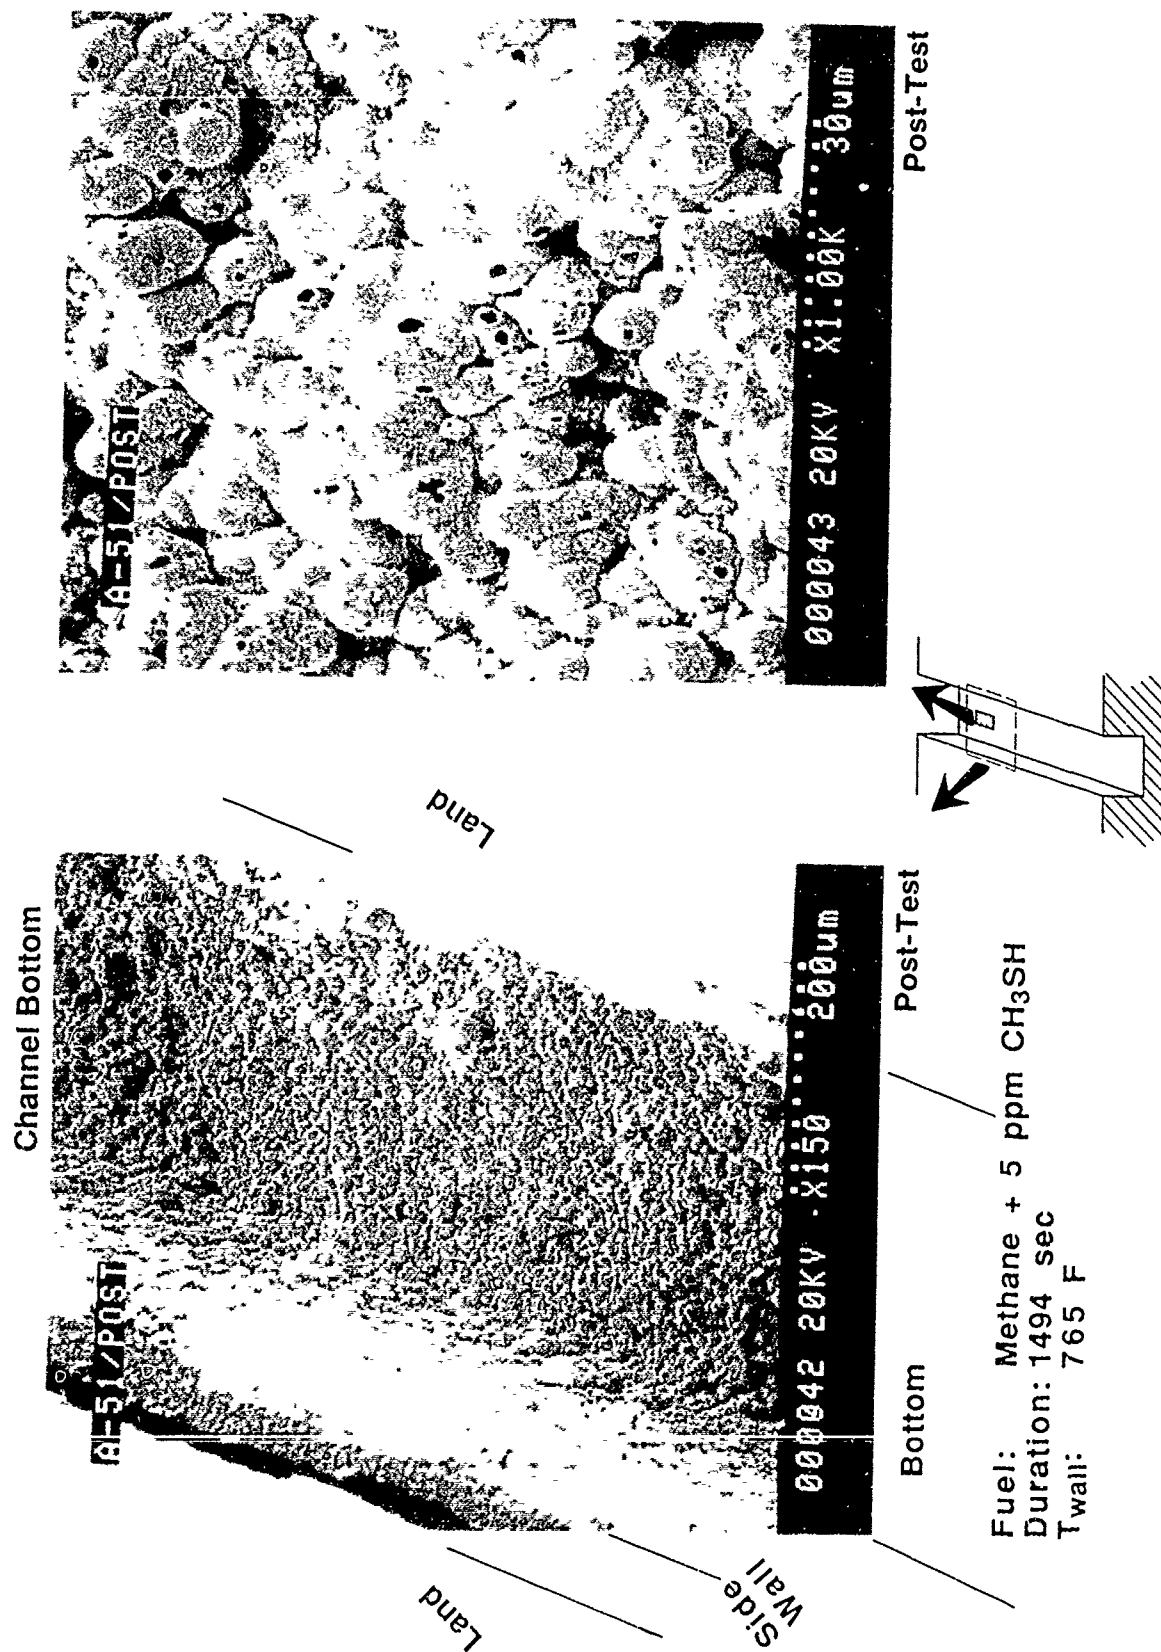 Channel Bottom
A-51/POST
A-51/POST
Land
Side
Wall
Land
000042 20KV X150 200um
000043 20KV X1.00K 30um
Bottom
Post-Test
Post-Test
Fuel: Methane + 5 ppm CH₃SH
Duration: 1494 sec
Twall: 765 F